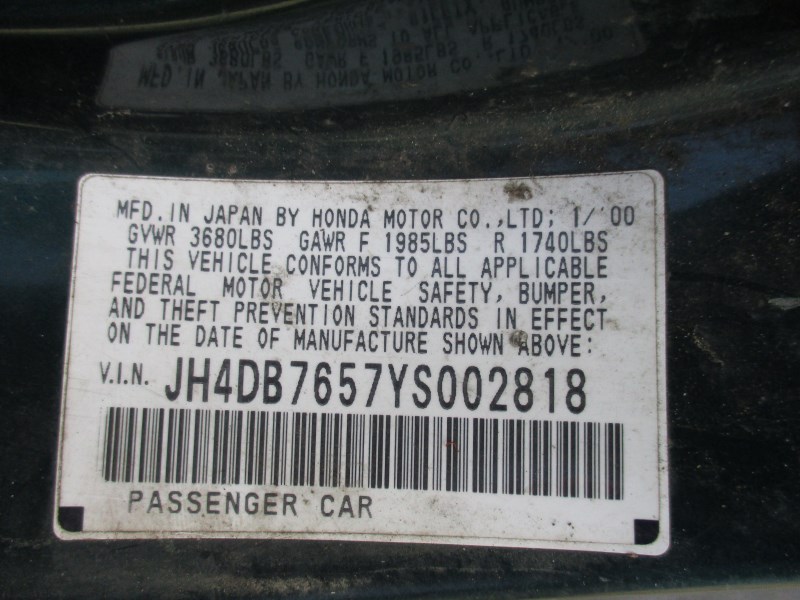 MFD. IN JAPAN BY HONDA MOTOR CO.,LTD; 1/'00
GVWR 3680LBS GAWR F 1985LBS R 1740LBS
THIS VEHICLE CONFORMS TO ALL APPLICABLE
FEDERAL MOTOR VEHICLE SAFETY, BUMPER,
AND THEFT PREVENTION STANDARDS IN EFFECT
ON THE DATE OF MANUFACTURE SHOWN ABOVE:
V.I.N. JH4DB7657YS002818
PASSENGER CAR